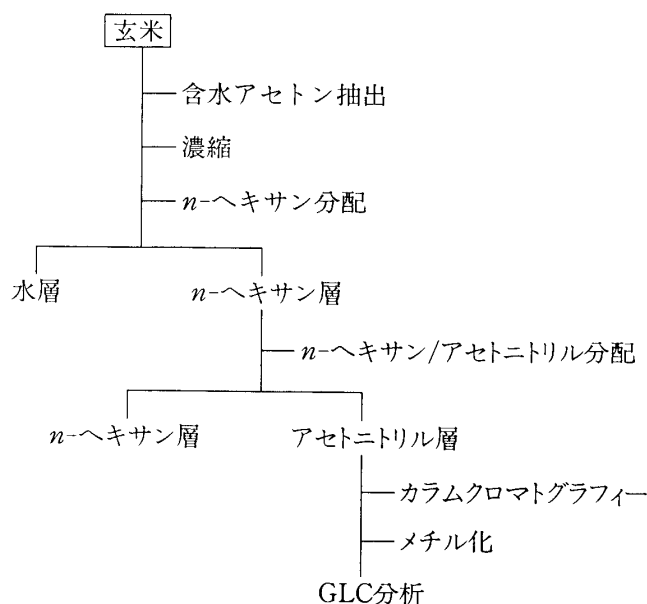 玄米
含水アセトン抽出
濃縮
n-ヘキサン分配
水層
n-ヘキサン層
n-ヘキサン/アセトニトリル分配
n-ヘキサン層
アセトニトリル層
カラムクロマトグラフィー
メチル化
GLC分析